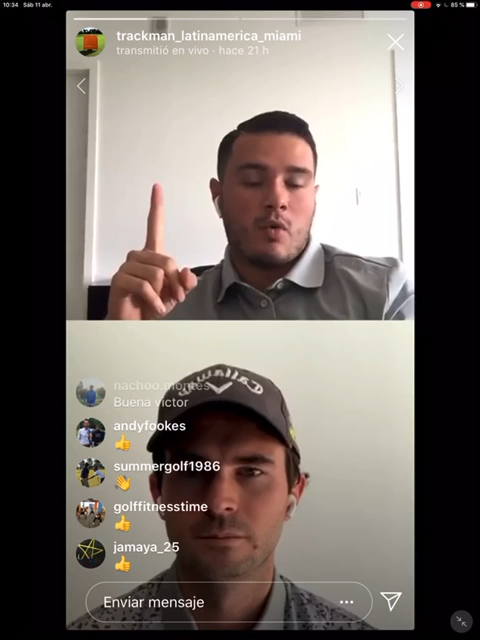 10:34 Sáb 11 abr.
85 %
trackman_latinamerica_miami
transmitió en vivo · hace 21 h
nachoo.montes
Buena victor
Callaway
andyfookes
summergolf1986
golffitnesstime
jamaya_25
Enviar mensaje